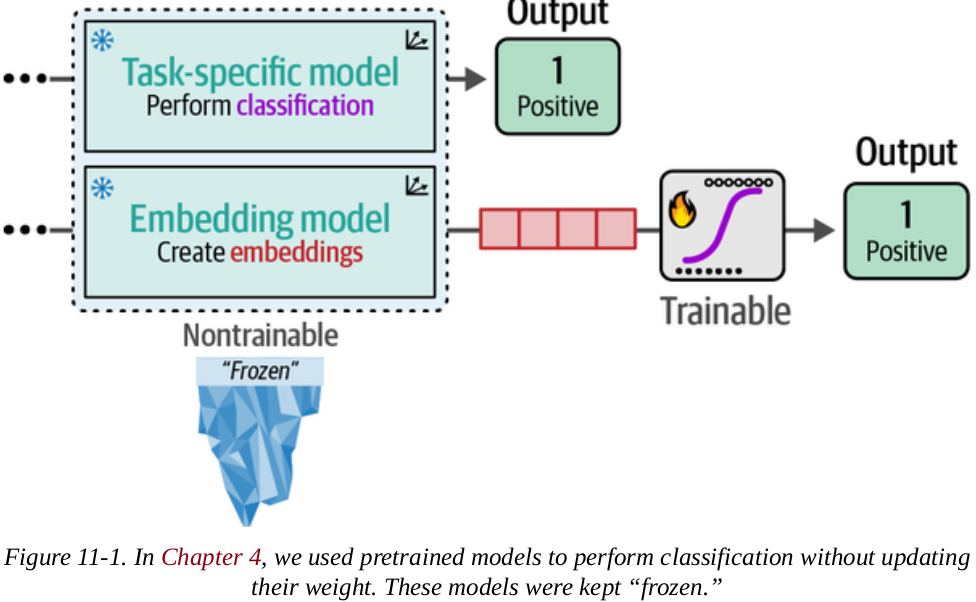 Output
Task-specific model
Perform classification
1
Positive
Output
Embedding model
Create embeddings
1
Positive
Trainable
Nontrainable
“Frozen”
Figure 11-1. In Chapter 4, we used pretrained models to perform classification without updating
their weight. These models were kept “frozen.”